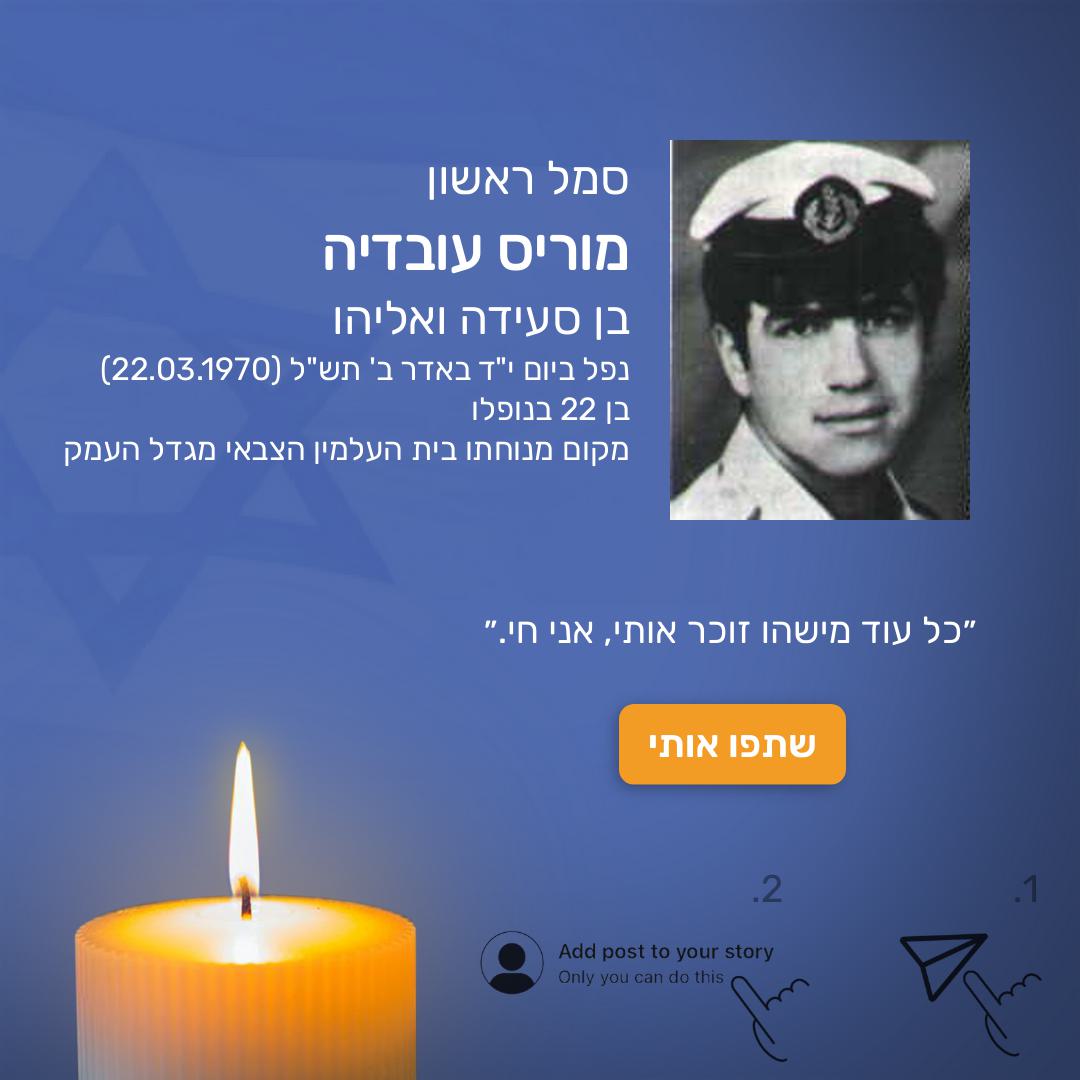 סמל ראשון
מוריס עובדיה
בן סעידה ואליהו
נפל ביום י"ד באדר ב' תש"ל (22.03.1970)
בן 22 בנופלו
מקום מנוחתו בית העלמין הצבאי מגדל העמק
״כל עוד מישהו זוכר אותי, אני חי.״
שתפו אותי
1.
2.
Add post to your story
Only you can do this